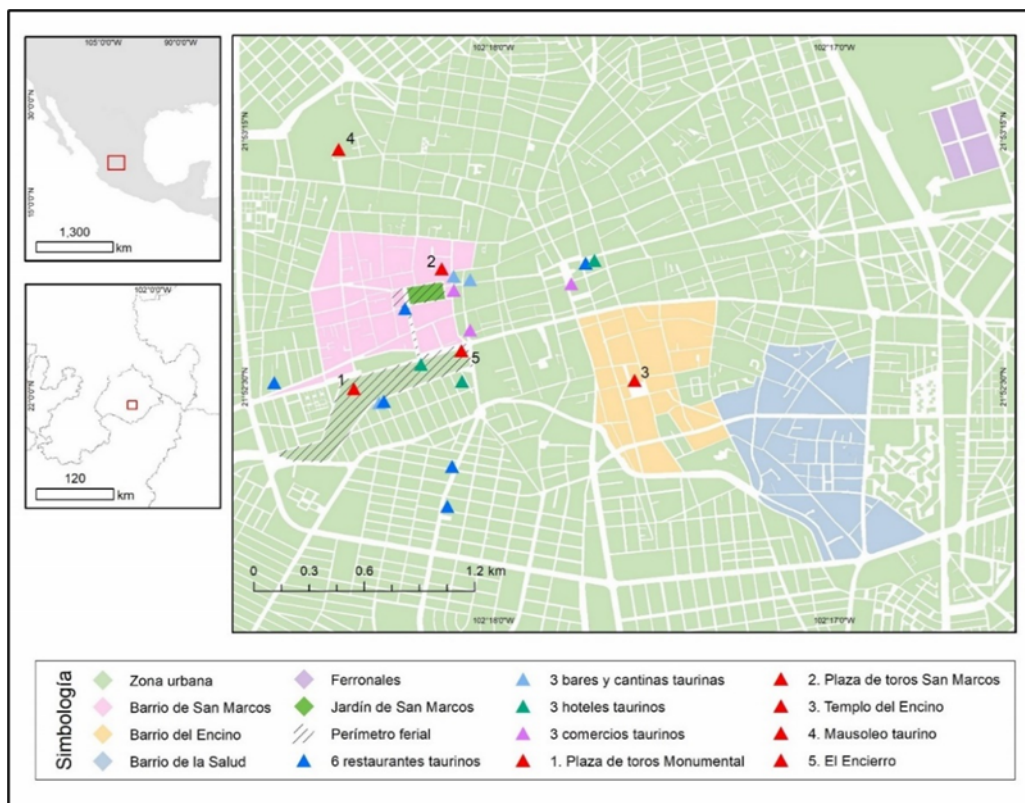 105°0'0"W 90°0'0"W
30°0'0"N
15°0'0"N
1,300
km
102°0'0"W
22°0'0"N
120
km
102°18'0"W 102°17'0"W
21°53'15"N 21°53'15"N
21°52'30"N 21°52'30"N
4
2
5
1
3
0 0.3 0.6 1.2 km
102°18'0"W 102°17'0"W
Simbología
Zona urbana
Barrio de San Marcos
Barrio del Encino
Barrio de la Salud
Ferronales
Jardín de San Marcos
Perímetro ferial
6 restaurantes taurinos
3 bares y cantinas taurinas
3 hoteles taurinos
3 comercios taurinos
1. Plaza de toros Monumental
2. Plaza de toros San Marcos
3. Templo del Encino
4. Mausoleo taurino
5. El Encierro